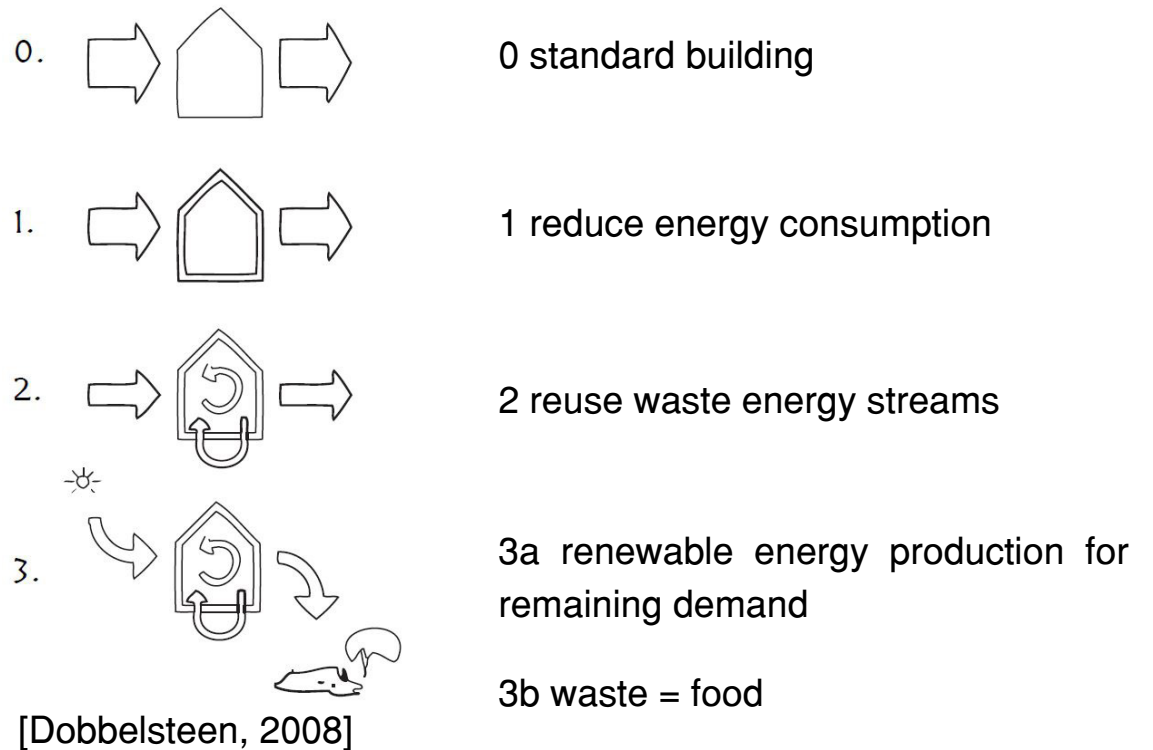 0. 0 standard building
1. 1 reduce energy consumption
2. 2 reuse waste energy streams
3. 3a renewable energy production for
remaining demand
3b waste = food
[Dobbelsteen, 2008]